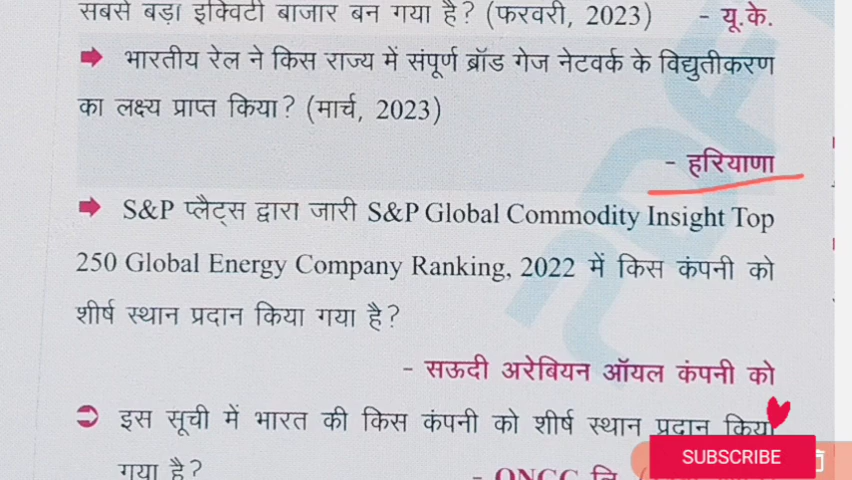 सबसे बड़ा इक्विटी बाजार बन गया है? (फरवरी, 2023) - यू.के.
➡ भारतीय रेल ने किस राज्य में संपूर्ण ब्रॉड गेज नेटवर्क के विद्युतीकरण
का लक्ष्य प्राप्त किया? (मार्च, 2023)
- हरियाणा
➡ S&P प्लैट्स द्वारा जारी S&P Global Commodity Insight Top
250 Global Energy Company Ranking, 2022 में किस कंपनी को
शीर्ष स्थान प्रदान किया गया है?
- सऊदी अरेबियन ऑयल कंपनी को
➲ इस सूची में भारत की किस कंपनी को शीर्ष स्थान प्रदान किया
गया है? - ONGC लि.
SUBSCRIBE